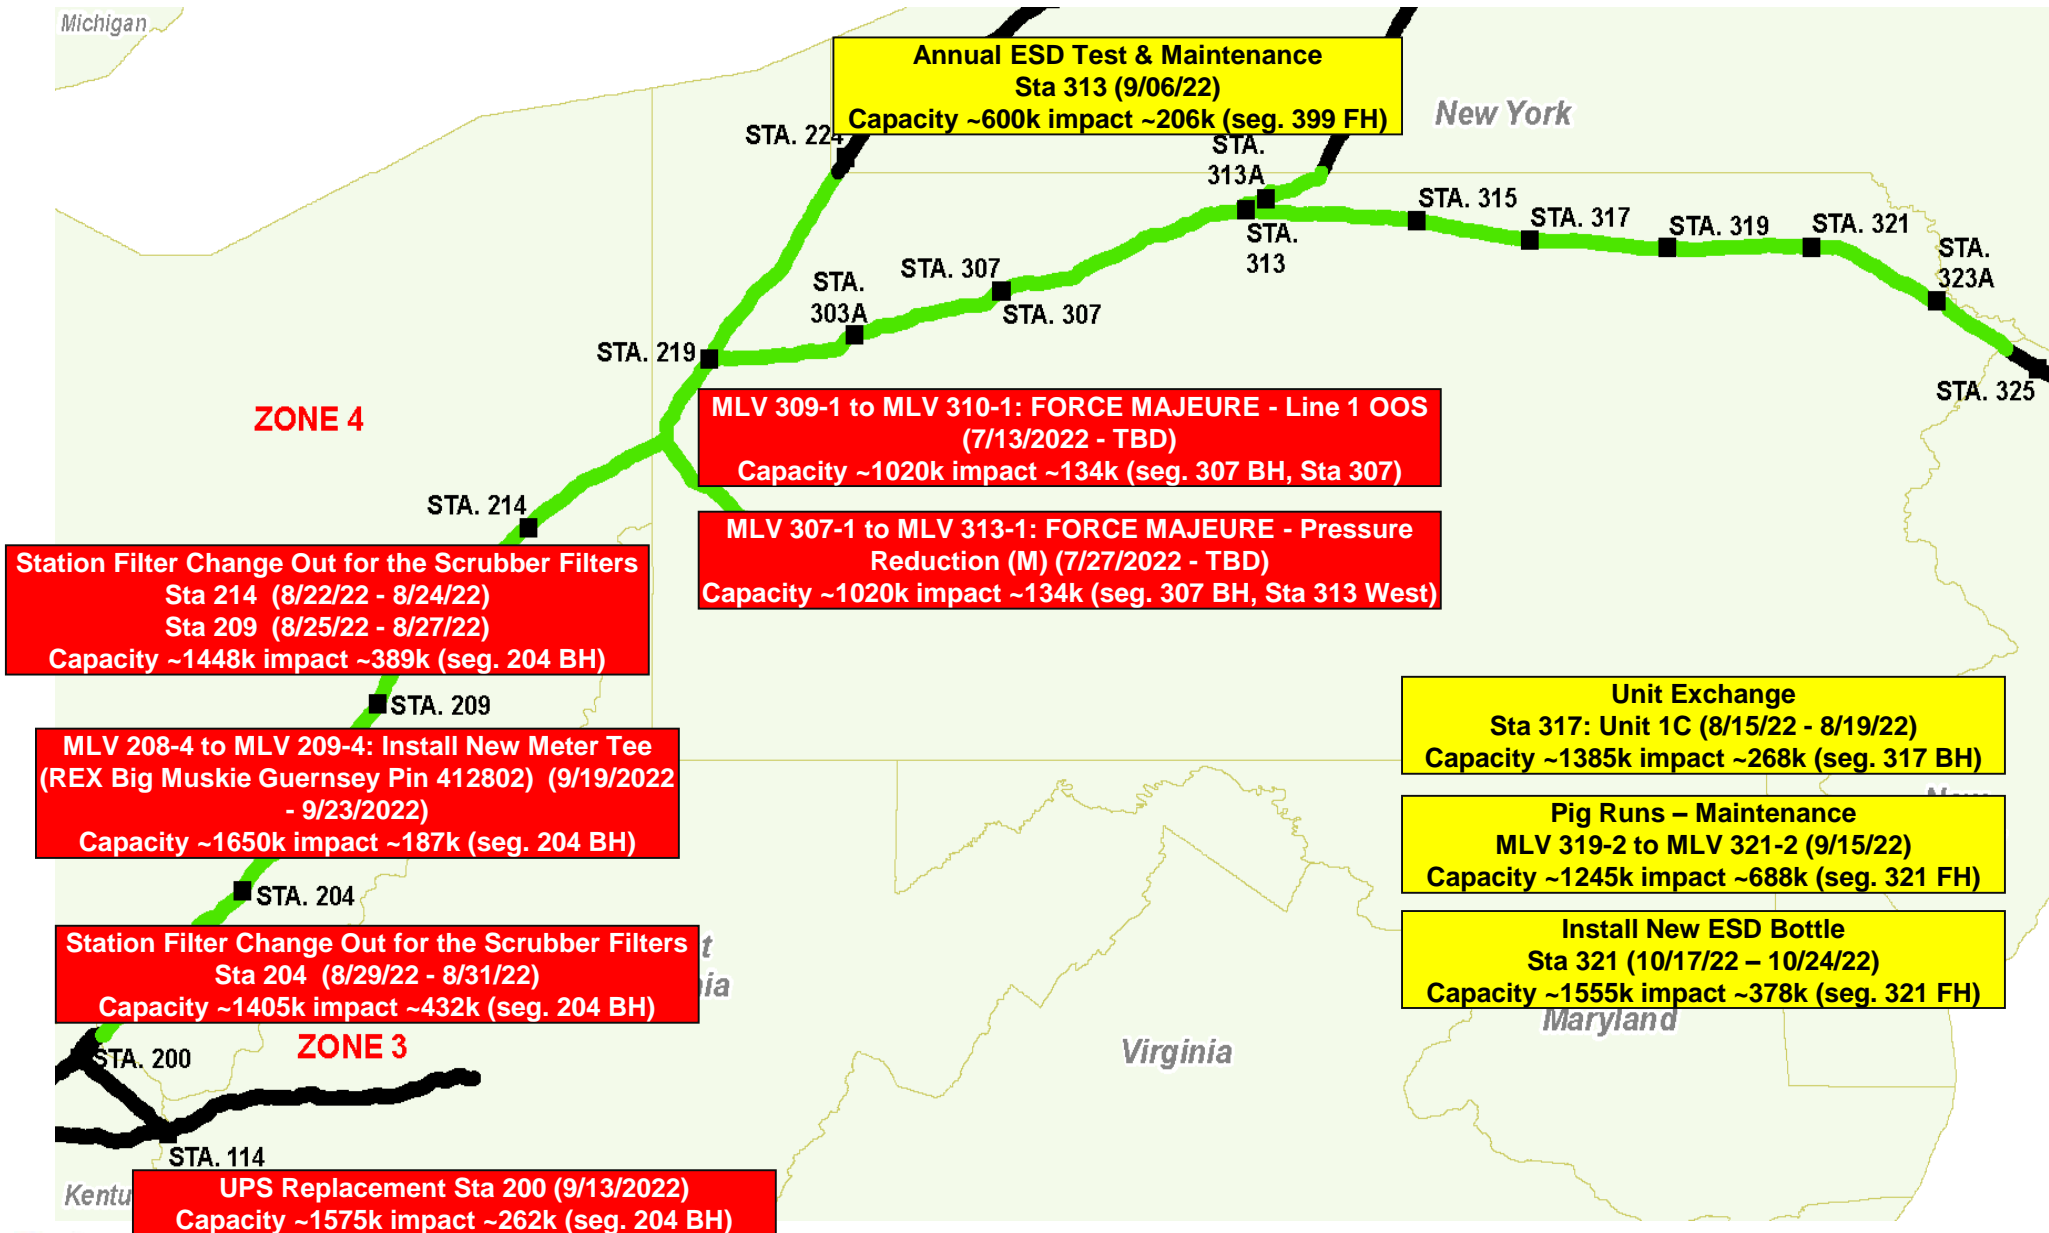 Michigan
Annual ESD Test & Maintenance
Sta 313 (9/06/22)
Capacity ~600k impact ~206k (seg. 399 FH)
New York
STA. 224
STA.
313A
STA. 315
STA. 317
STA. 319
STA. 321
STA.
323A
STA.
313
STA. 307
STA.
303A
STA. 307
STA. 219
STA. 325
ZONE 4
MLV 309-1 to MLV 310-1: FORCE MAJEURE - Line 1 OOS
(7/13/2022 - TBD)
Capacity ~1020k impact ~134k (seg. 307 BH, Sta 307)
STA. 214
MLV 307-1 to MLV 313-1: FORCE MAJEURE - Pressure
Reduction (M) (7/27/2022 - TBD)
Capacity ~1020k impact ~134k (seg. 307 BH, Sta 313 West)
Station Filter Change Out for the Scrubber Filters
Sta 214 (8/22/22 - 8/24/22)
Sta 209 (8/25/22 - 8/27/22)
Capacity ~1448k impact ~389k (seg. 204 BH)
STA. 209
Unit Exchange
Sta 317: Unit 1C (8/15/22 - 8/19/22)
Capacity ~1385k impact ~268k (seg. 317 BH)
MLV 208-4 to MLV 209-4: Install New Meter Tee
(REX Big Muskie Guernsey Pin 412802) (9/19/2022
- 9/23/2022)
Capacity ~1650k impact ~187k (seg. 204 BH)
Pig Runs – Maintenance
MLV 319-2 to MLV 321-2 (9/15/22)
Capacity ~1245k impact ~688k (seg. 321 FH)
STA. 204
Station Filter Change Out for the Scrubber Filters
Sta 204 (8/29/22 - 8/31/22)
Capacity ~1405k impact ~432k (seg. 204 BH)
Install New ESD Bottle
Sta 321 (10/17/22 – 10/24/22)
Capacity ~1555k impact ~378k (seg. 321 FH)
Maryland
Virginia
ZONE 3
STA. 200
STA. 114
Kentu
UPS Replacement Sta 200 (9/13/2022)
Capacity ~1575k impact ~262k (seg. 204 BH)